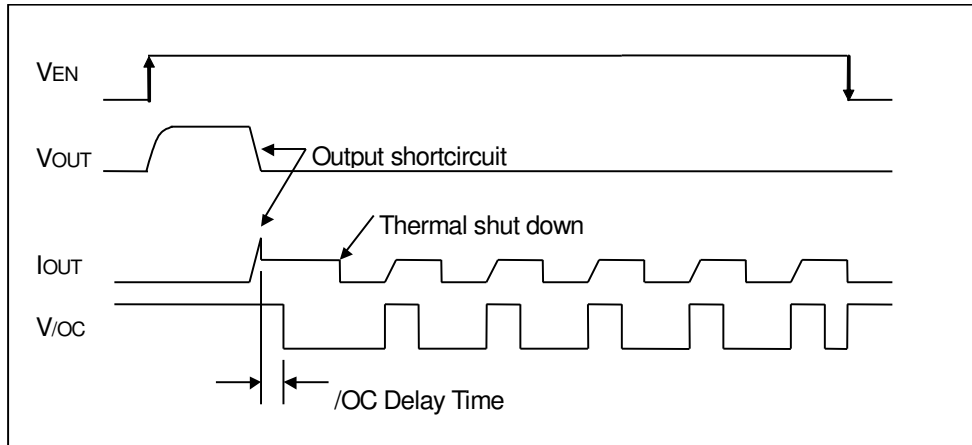 VEN
VOUT
Output shortcircuit
Thermal shut down
IOUT
V/OC
/OC Delay Time